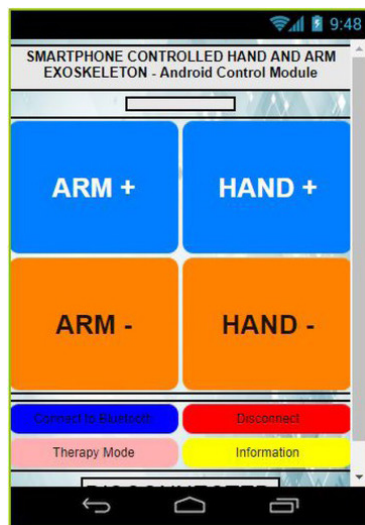 9:48
SMARTPHONE CONTROLLED HAND AND ARM
EXOSKELETON - Android Control Module
ARM + HAND +
ARM - HAND -
Connect to Bluetooth Disconnect
Therapy Mode Information
DISCONNECTED